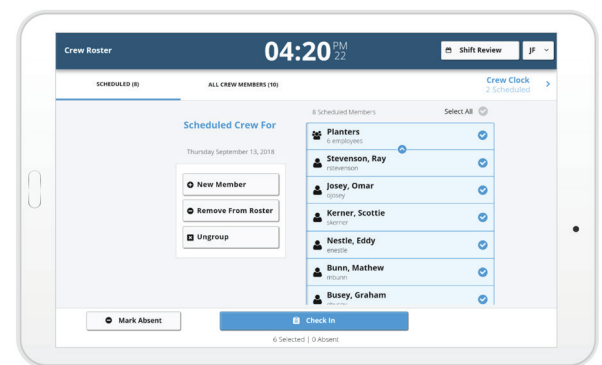 Crew Roster
04:20 PM 22
Shift Review
JF
SCHEDULED (8)
ALL CREW MEMBERS (10)
Crew Clock
2 Scheduled
8 Scheduled Members
Select All
Scheduled Crew For
Thursday September 13, 2018
New Member
Remove From Roster
Ungroup
Planters
6 employees
Stevenson, Ray
rstevenson
Josey, Omar
ojosey
Kerner, Scottie
skerner
Nestle, Eddy
enestle
Bunn, Mathew
mbunn
Busey, Graham
Mark Absent
Check In
6 Selected | 0 Absent